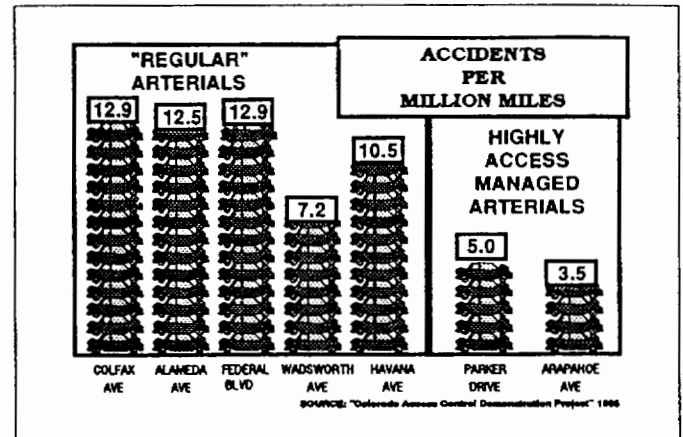 "REGULAR"
ARTERIALS
ACCIDENTS
PER
MILLION MILES
HIGHLY
ACCESS
MANAGED
ARTERIALS
12.9
12.5
12.9
7.2
10.5
5.0
3.5
COLFAX
AVE
ALAMEDA
AVE
FEDERAL
BLVD
WADSWORTH
AVE
HAVANA
AVE
PARKER
DRIVE
ARAPAHOE
AVE
SOURCE: "Colorado Access Control Demonstration Project"